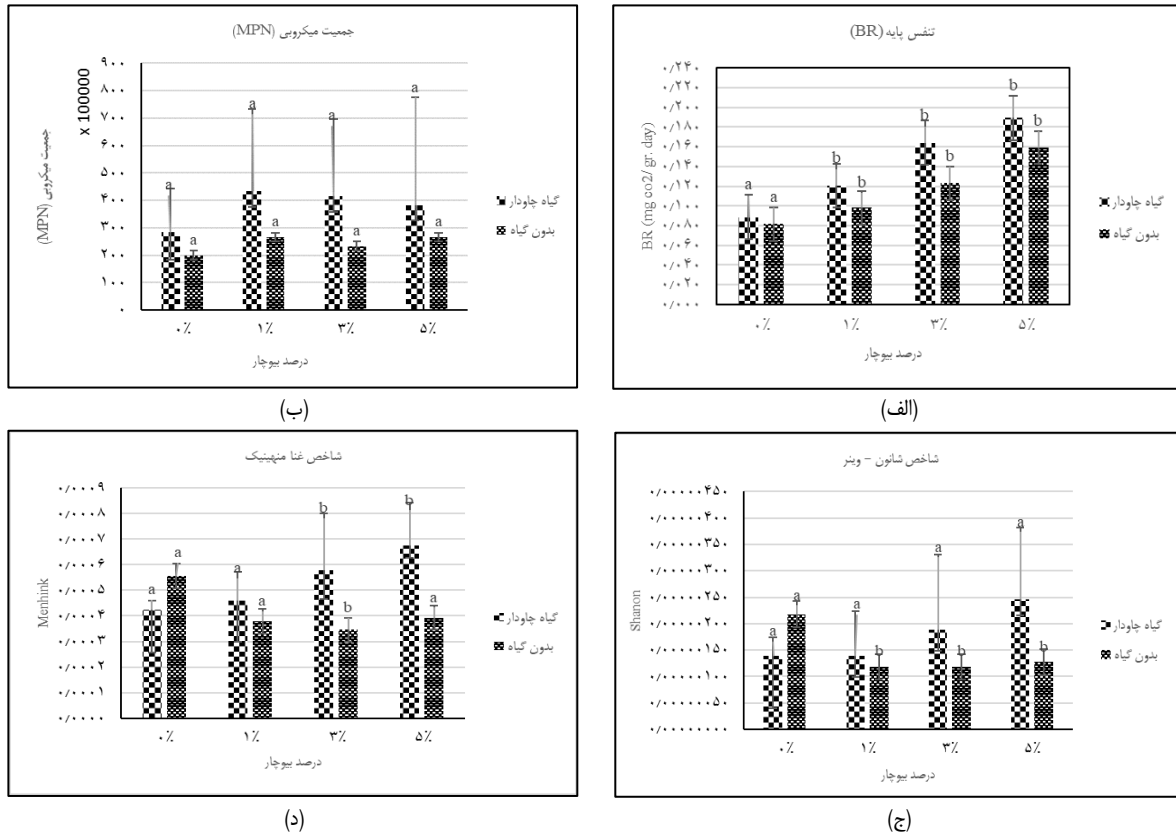 تنفس پایه (BR)
BR (mg co2/ gr. day)
۰/۲۴۰
۰/۲۲۰
۰/۲۰۰
۰/۱۸۰
۰/۱۶۰
۰/۱۴۰
۰/۱۲۰
۰/۱۰۰
۰/۰۸۰
۰/۰۶۰
۰/۰۴۰
۰/۰۲۰
۰/۰۰۰
a a b b b b b b
گیاه چاودار
بدون گیاه
۰٪ ۱٪ ۳٪ ۵٪
درصد بیوچار
(الف)
جمعیت میکروبی (MPN)
جمعیت میکروبی (MPN)
x 100000
۹۰۰
۸۰۰
۷۰۰
۶۰۰
۵۰۰
۴۰۰
۳۰۰
۲۰۰
۱۰۰
۰
a a a a a a a a
گیاه چاودار
بدون گیاه
۰٪ ۱٪ ۳٪ ۵٪
درصد بیوچار
(ب)
شاخص شانون – وینر
Shanon
۰/۰۰۰۰۰۴۵۰
۰/۰۰۰۰۰۴۰۰
۰/۰۰۰۰۰۳۵۰
۰/۰۰۰۰۰۳۰۰
۰/۰۰۰۰۰۲۵۰
۰/۰۰۰۰۰۲۰۰
۰/۰۰۰۰۰۱۵۰
۰/۰۰۰۰۰۱۰۰
۰/۰۰۰۰۰۰۵۰
۰/۰۰۰۰۰۰۰۰
a a a b a b a b
گیاه چاودار
بدون گیاه
۰٪ ۱٪ ۳٪ ۵٪
درصد بیوچار
(ج)
شاخص غنا منهینیک
Menhink
۰/۰۰۰۹
۰/۰۰۰۸
۰/۰۰۰۷
۰/۰۰۰۶
۰/۰۰۰۵
۰/۰۰۰۴
۰/۰۰۰۳
۰/۰۰۰۲
۰/۰۰۰۱
۰/۰۰۰۰
a a a a b b b a
گیاه چاودار
بدون گیاه
۰٪ ۱٪ ۳٪ ۵٪
درصد بیوچار
(د)